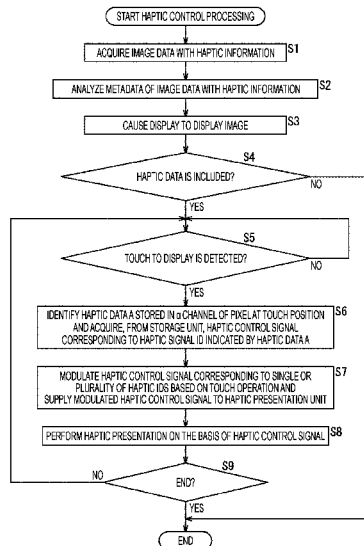 START HAPTIC CONTROL PROCESSING
S1
ACQUIRE IMAGE DATA WITH HAPTIC INFORMATION
S2
ANALYZE METADATA OF IMAGE DATA WITH HAPTIC INFORMATION
S3
CAUSE DISPLAY TO DISPLAY IMAGE
S4
HAPTIC DATA IS INCLUDED?
NO
YES
S5
TOUCH TO DISPLAY IS DETECTED?
NO
YES
S6
IDENTIFY HAPTIC DATA A STORED IN α CHANNEL OF PIXEL AT TOUCH POSITION
AND ACQUIRE, FROM STORAGE UNIT, HAPTIC CONTROL SIGNAL
CORRESPONDING TO HAPTIC SIGNAL ID INDICATED BY HAPTIC DATA A
S7
MODULATE HAPTIC CONTROL SIGNAL CORRESPONDING TO SINGLE OR
PLURALITY OF HAPTIC IDS BASED ON TOUCH OPERATION AND
SUPPLY MODULATED HAPTIC CONTROL SIGNAL TO HAPTIC PRESENTATION UNIT
S8
PERFORM HAPTIC PRESENTATION ON THE BASIS OF HAPTIC CONTROL SIGNAL
S9
NO
END?
YES
END